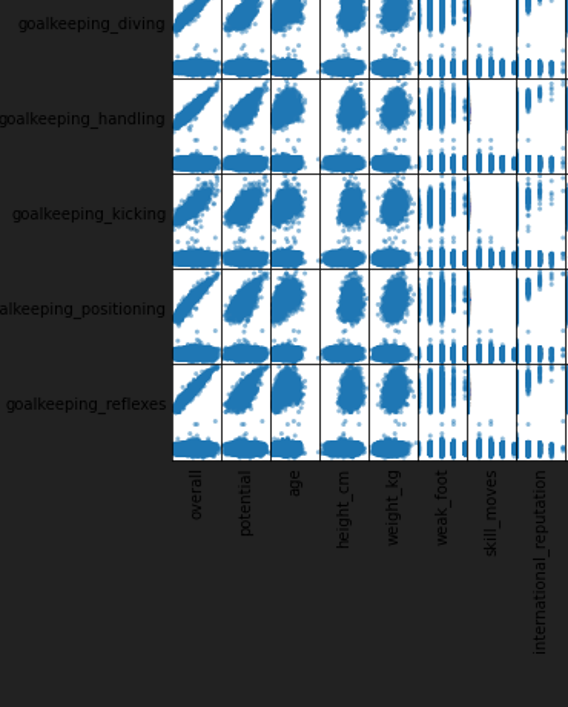 goalkeeping_diving
goalkeeping_handling
goalkeeping_kicking
alkeeping_positioning
goalkeeping_reflexes
overall
potential
age
height_cm
weight_kg
weak_foot
skill_moves
international_reputation